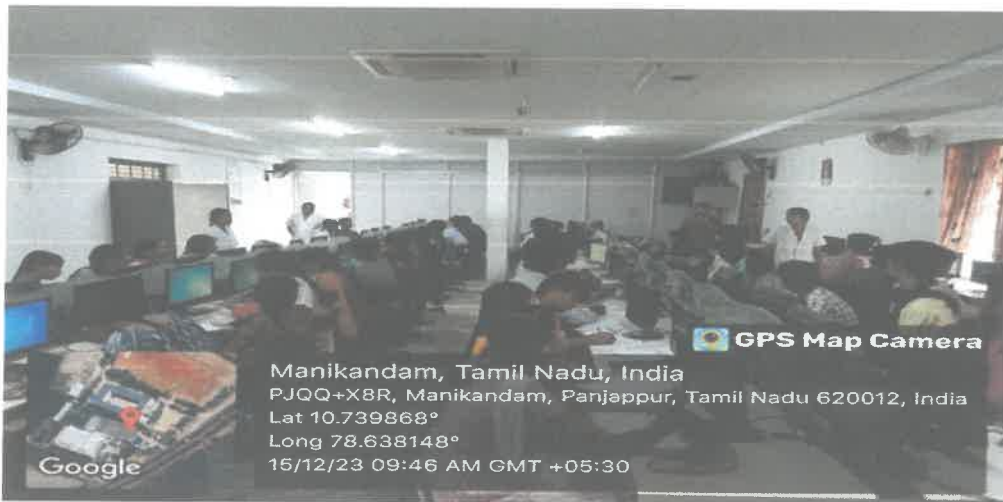 GPS Map Camera
Manikandam, Tamil Nadu, India
PJQQ+X8R, Manikandam, Panjappur, Tamil Nadu 620012, India
Lat 10.739868°
Long 78.638148°
15/12/23 09:46 AM GMT +05:30
Google